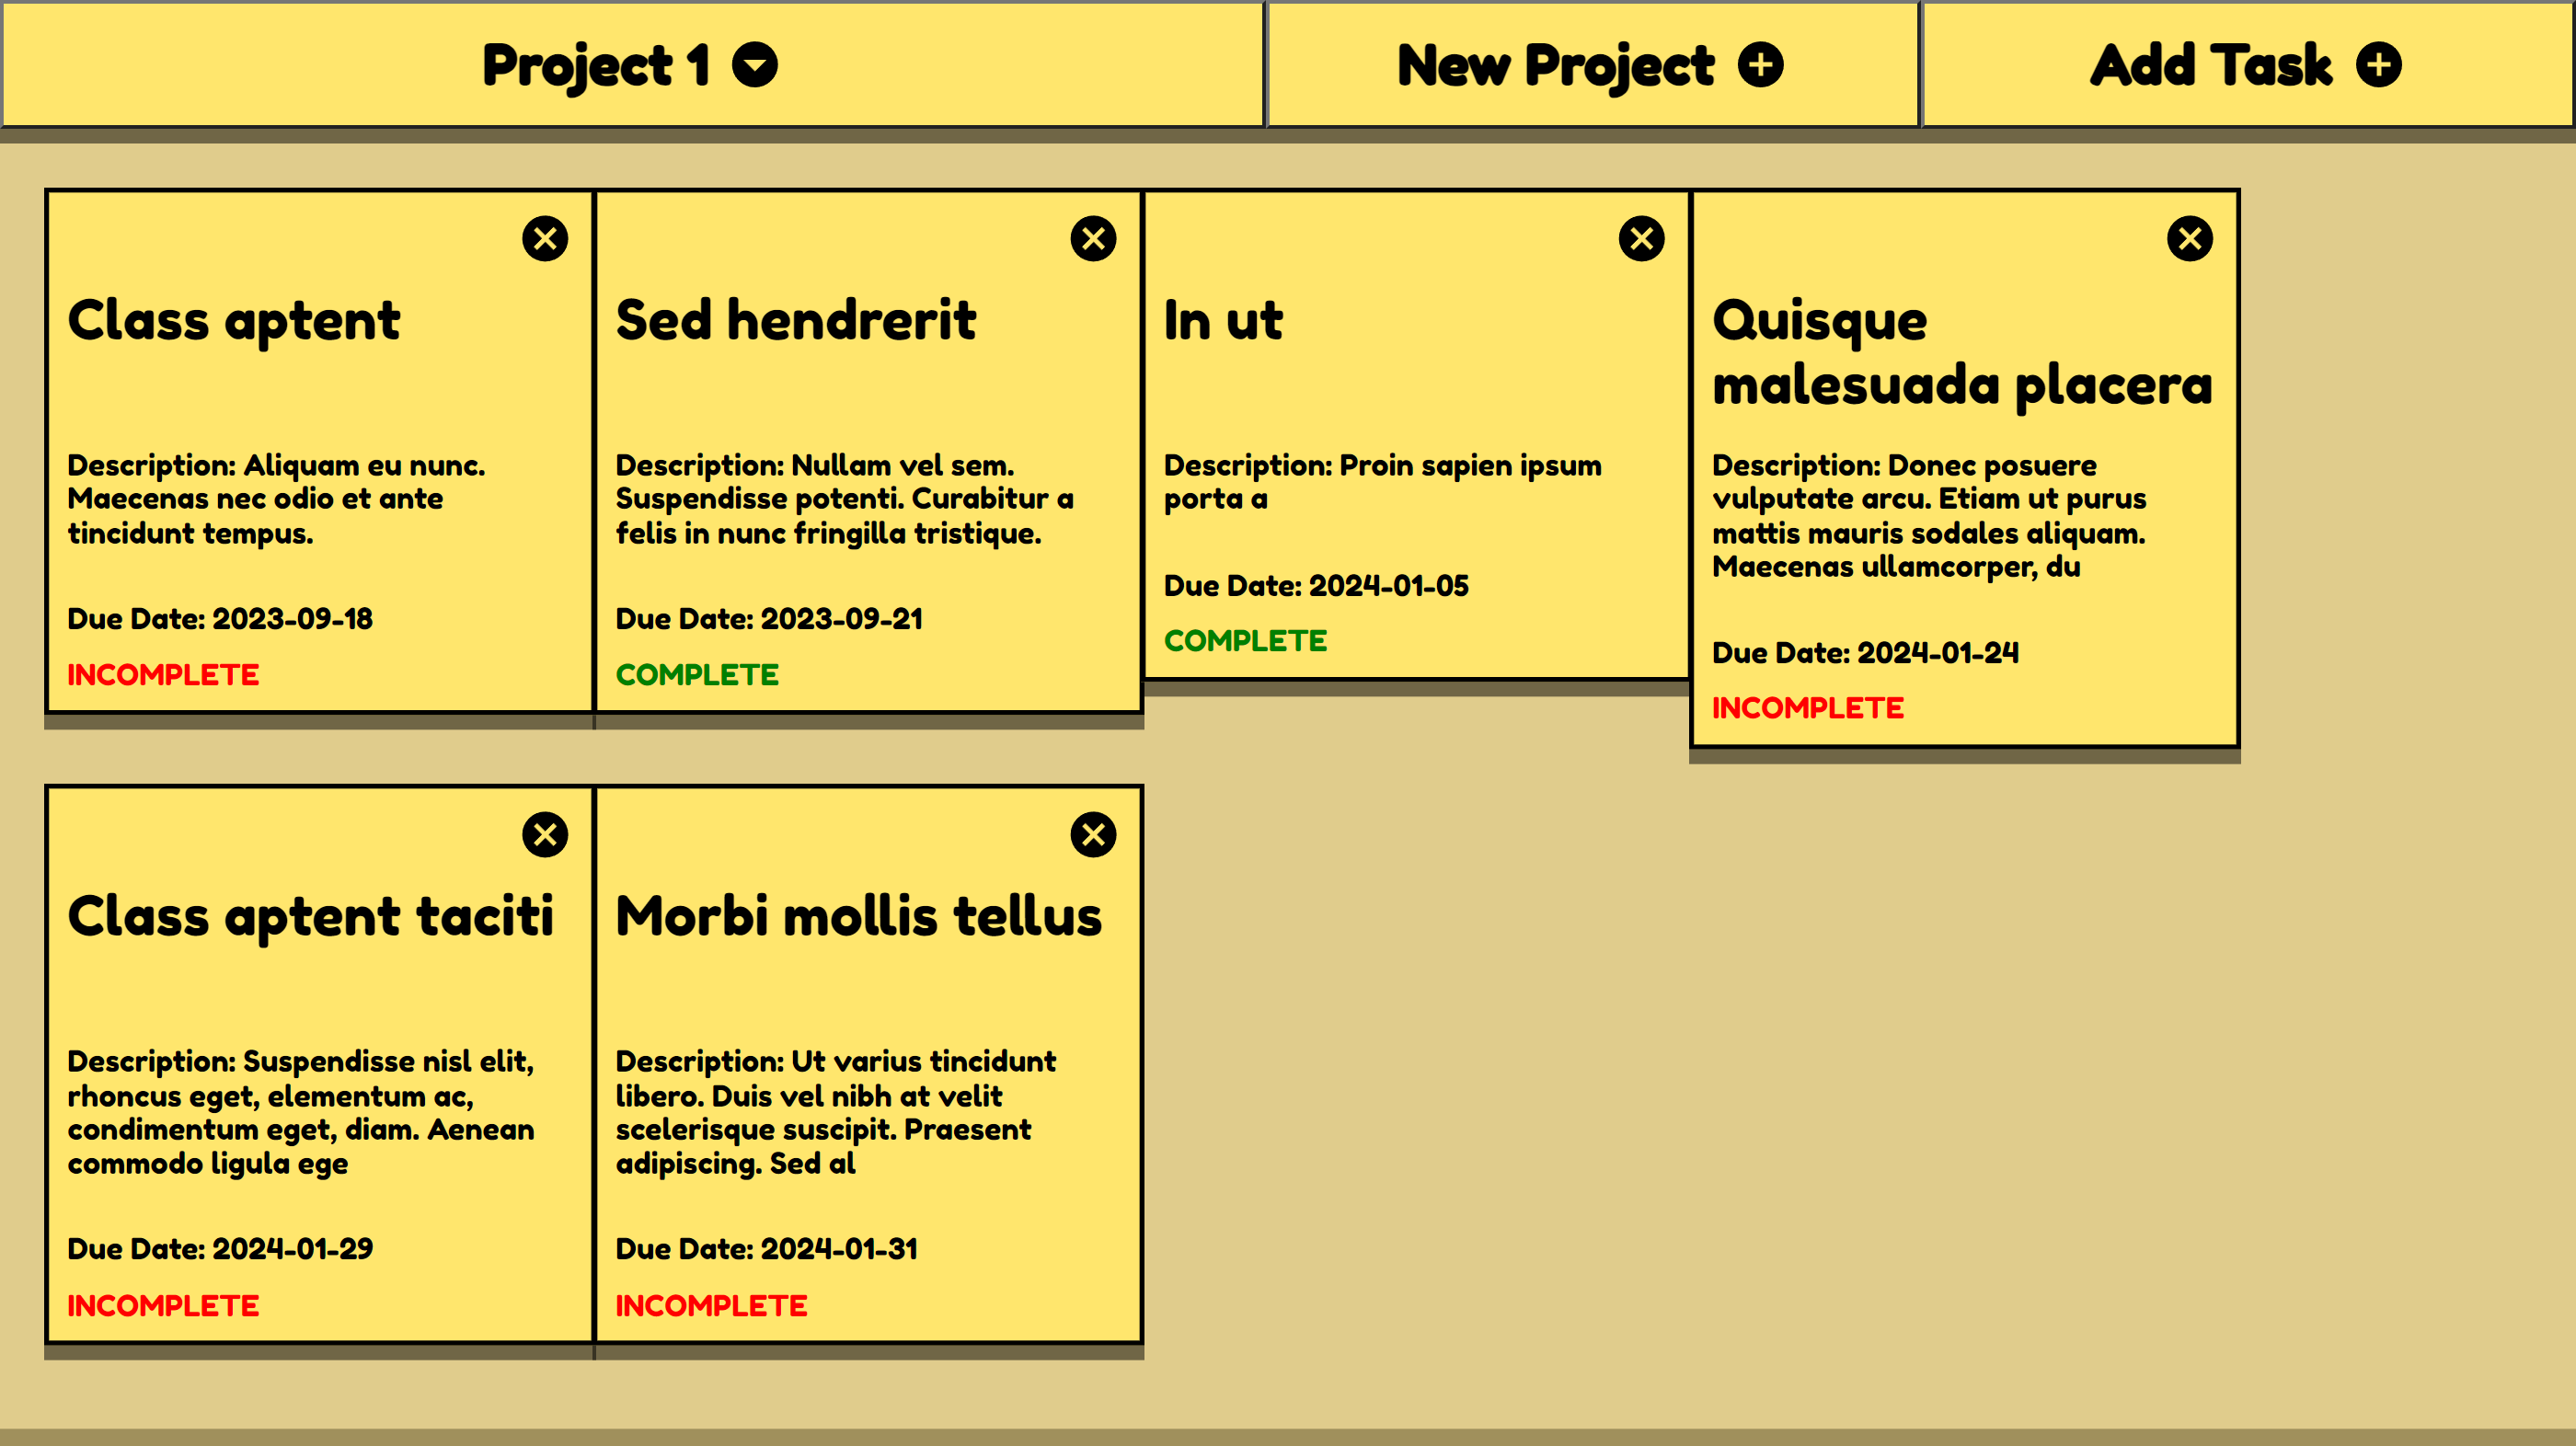 Project 1
New Project
Add Task
Class aptent
Description: Aliquam eu nunc.
Maecenas nec odio et ante
tincidunt tempus.
Due Date: 2023-09-18
INCOMPLETE
Sed hendrerit
Description: Nullam vel sem.
Suspendisse potenti. Curabitur a
felis in nunc fringilla tristique.
Due Date: 2023-09-21
COMPLETE
In ut
Description: Proin sapien ipsum
porta a
Due Date: 2024-01-05
COMPLETE
Quisque
malesuada placera
Description: Donec posuere
vulputate arcu. Etiam ut purus
mattis mauris sodales aliquam.
Maecenas ullamcorper, du
Due Date: 2024-01-24
INCOMPLETE
Class aptent taciti
Description: Suspendisse nisl elit,
rhoncus eget, elementum ac,
condimentum eget, diam. Aenean
commodo ligula ege
Due Date: 2024-01-29
INCOMPLETE
Morbi mollis tellus
Description: Ut varius tincidunt
libero. Duis vel nibh at velit
scelerisque suscipit. Praesent
adipiscing. Sed al
Due Date: 2024-01-31
INCOMPLETE